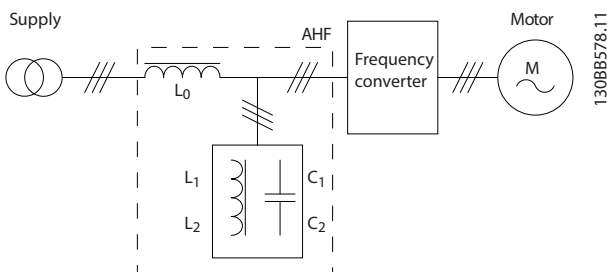 Supply
Motor
AHF
130BB578.11
Frequency
converter
M
L0
L1
C1
L2
C2